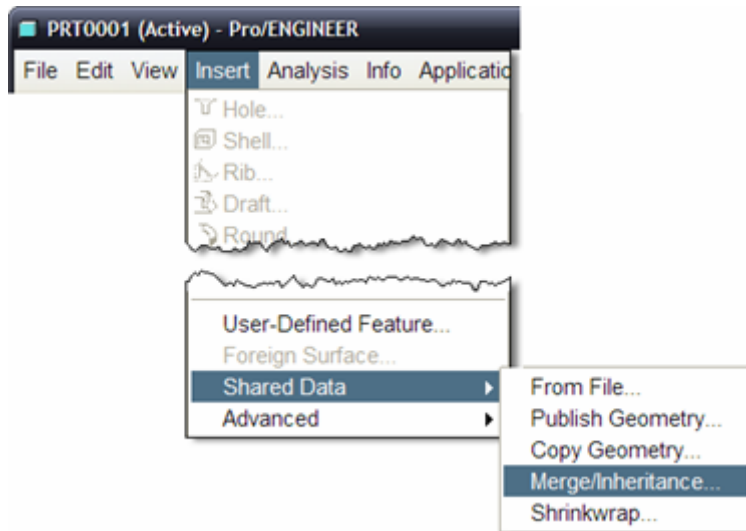 PRT0001 (Active) - Pro/ENGINEER
File Edit View Insert Analysis Info Applicatio
Hole...
Shell...
Rib...
Draft...
Round
User-Defined Feature...
Foreign Surface...
Shared Data
Advanced
From File...
Publish Geometry...
Copy Geometry...
Merge/Inheritance...
Shrinkwrap...